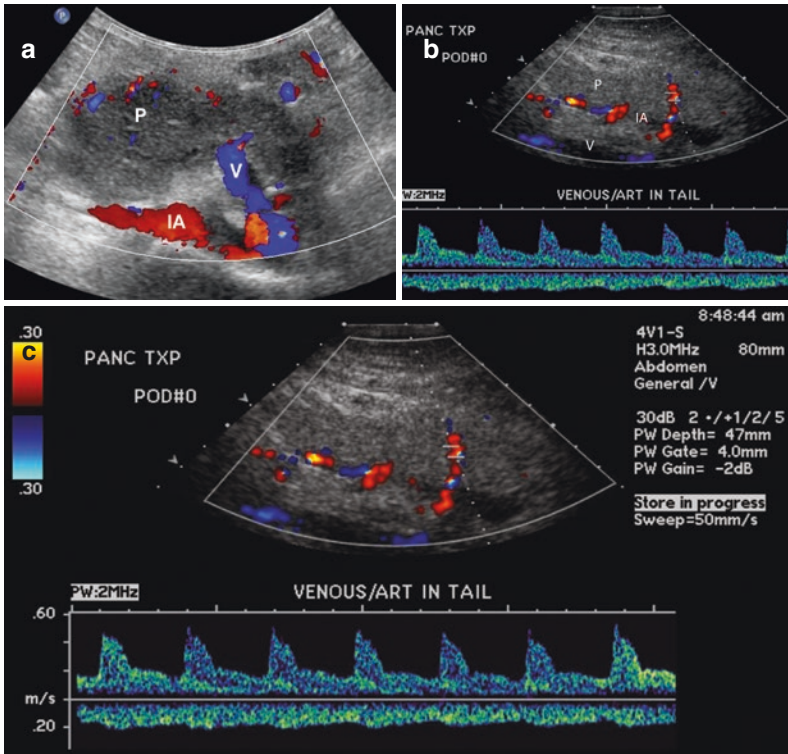 P
a
P
V
IA
b
PANC TXP
POD#0
P
IA
V
PW:2MHz
VENOUS/ART IN TAIL
8:48:44 am
4V1-S
H3.0MHz 80mm
Abdomen
General /V
30dB 2 •/+1/2/5
PW Depth= 47mm
PW Gate= 4.0mm
PW Gain= -2dB
Store in progress
Sweep=50mm/s
.30
c
.30
PANC TXP
POD#0
PW:2MHz
VENOUS/ART IN TAIL
.60
m/s
.20